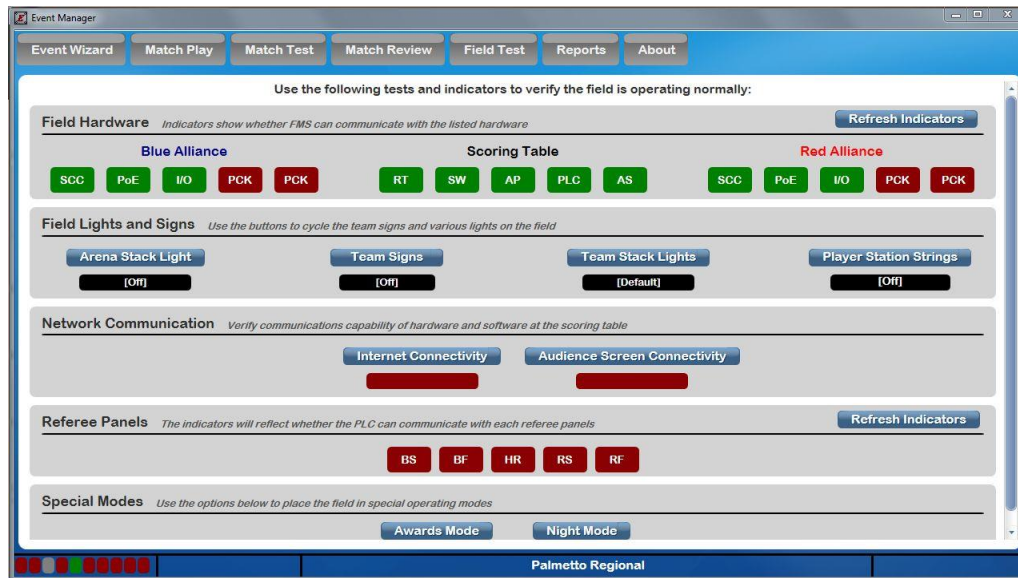 Event Manager
Event Wizard Match Play Match Test Match Review Field Test Reports About
Use the following tests and indicators to verify the field is operating normally:
Field Hardware Indicators show whether FMS can communicate with the listed hardware Refresh Indicators
Blue Alliance Scoring Table Red Alliance
SCC PoE I/O PCK PCK RT SW AP PLC AS SCC PoE I/O PCK PCK
Field Lights and Signs Use the buttons to cycle the team signs and various lights on the field
Arena Stack Light Team Signs Team Stack Lights Player Station Strings
[Off] [Off] [Default] [Off]
Network Communication Verify communications capability of hardware and software at the scoring table
Internet Connectivity Audience Screen Connectivity
Referee Panels The indicators will reflect whether the PLC can communicate with each referee panels Refresh Indicators
BS BF HR RS RF
Special Modes Use the options below to place the field in special operating modes
Awards Mode Night Mode
Palmetto Regional